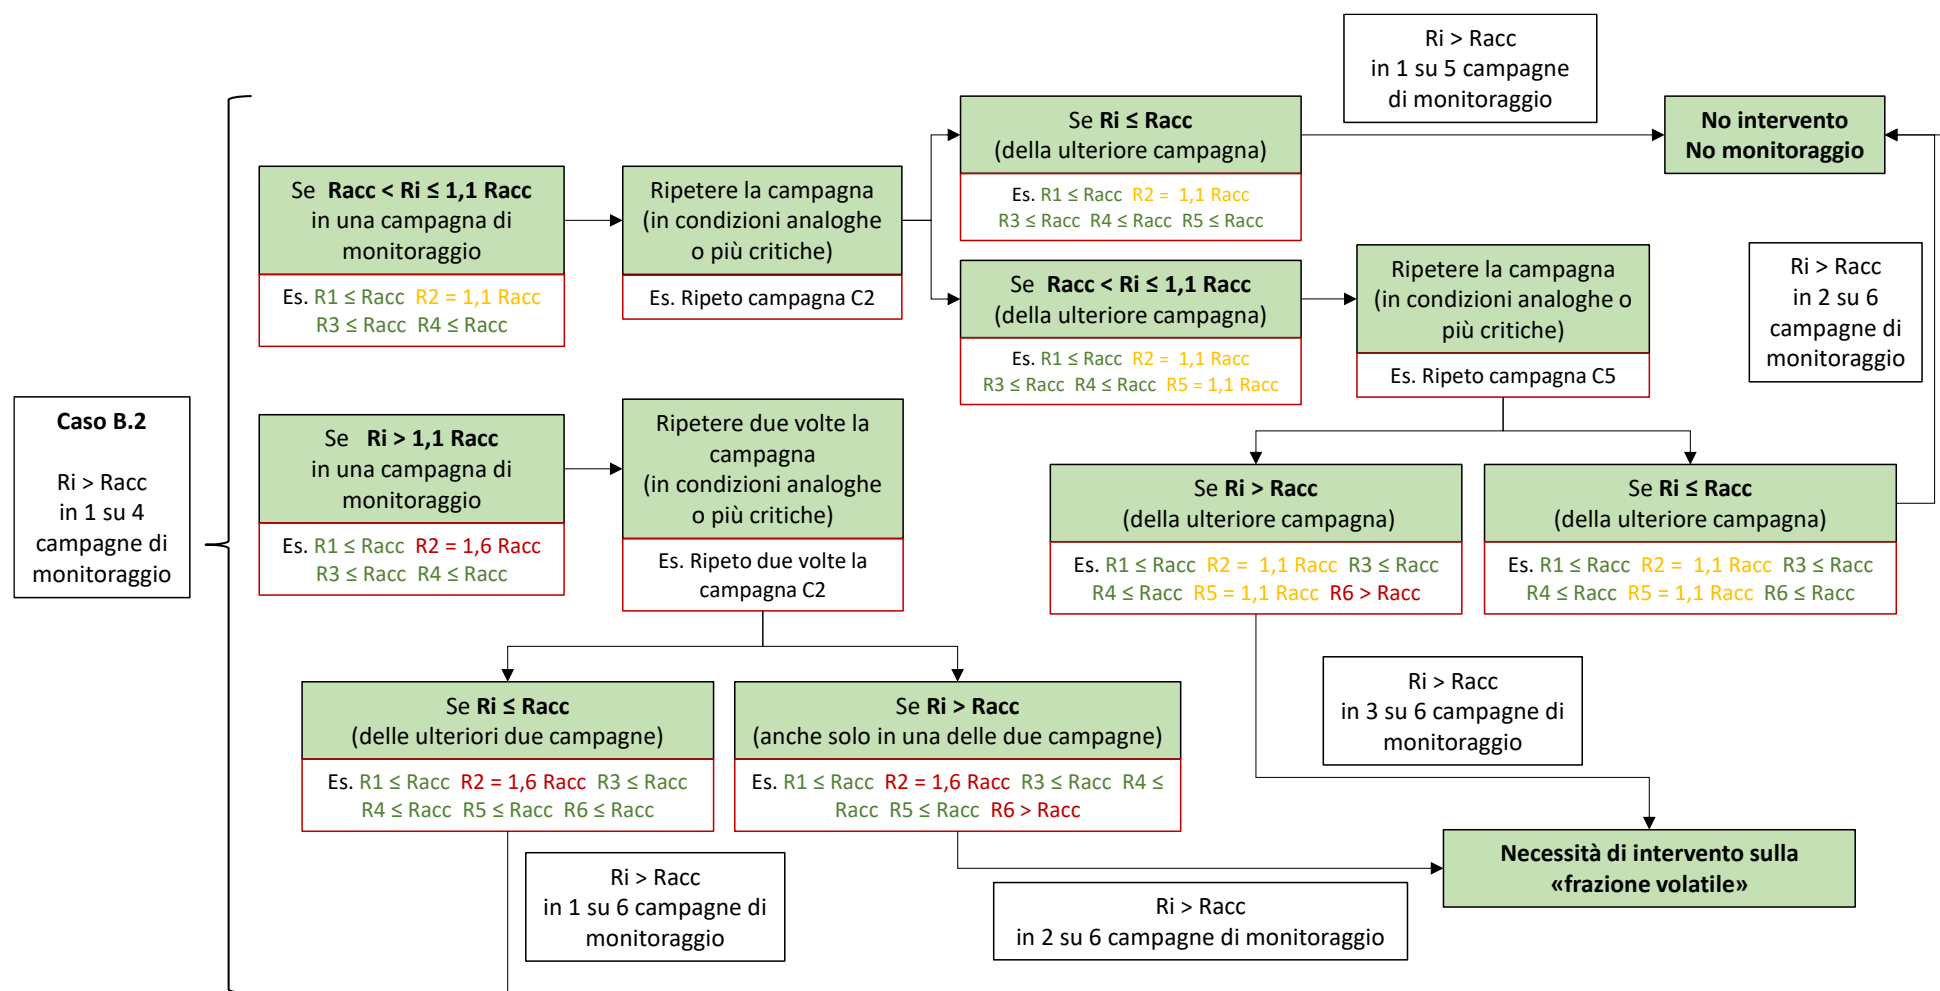 Caso B.2
Ri > Racc
in 1 su 4
campagne di
monitoraggio
Se Racc < Ri ≤ 1,1 Racc
in una campagna di
monitoraggio
Es. R1 ≤ Racc R2 = 1,1 Racc
R3 ≤ Racc R4 ≤ Racc
Ripetere la campagna
(in condizioni analoghe
o più critiche)
Es. Ripeto campagna C2
Se Ri ≤ Racc
(della ulteriore campagna)
Es. R1 ≤ Racc R2 = 1,1 Racc
R3 ≤ Racc R4 ≤ Racc R5 ≤ Racc
Ri > Racc
in 1 su 5 campagne
di monitoraggio
No intervento
No monitoraggio
Se Racc < Ri ≤ 1,1 Racc
(della ulteriore campagna)
Es. R1 ≤ Racc R2 = 1,1 Racc
R3 ≤ Racc R4 ≤ Racc R5 = 1,1 Racc
Ripetere la campagna
(in condizioni analoghe o
più critiche)
Es. Ripeto campagna C5
Ri > Racc
in 2 su 6
campagne di
monitoraggio
Se Ri > 1,1 Racc
in una campagna di
monitoraggio
Es. R1 ≤ Racc R2 = 1,6 Racc
R3 ≤ Racc R4 ≤ Racc
Ripetere due volte la
campagna
(in condizioni analoghe
o più critiche)
Es. Ripeto due volte la
campagna C2
Se Ri > Racc
(della ulteriore campagna)
Es. R1 ≤ Racc R2 = 1,1 Racc R3 ≤ Racc
R4 ≤ Racc R5 = 1,1 Racc R6 > Racc
Se Ri ≤ Racc
(della ulteriore campagna)
Es. R1 ≤ Racc R2 = 1,1 Racc R3 ≤ Racc
R4 ≤ Racc R5 = 1,1 Racc R6 ≤ Racc
Se Ri ≤ Racc
(delle ulteriori due campagne)
Es. R1 ≤ Racc R2 = 1,6 Racc R3 ≤ Racc
R4 ≤ Racc R5 ≤ Racc R6 ≤ Racc
Se Ri > Racc
(anche solo in una delle due campagne)
Es. R1 ≤ Racc R2 = 1,6 Racc R3 ≤ Racc R4 ≤
Racc R5 ≤ Racc R6 > Racc
Ri > Racc
in 3 su 6 campagne di
monitoraggio
Ri > Racc
in 1 su 6 campagne di
monitoraggio
Ri > Racc
in 2 su 6 campagne di monitoraggio
Necessità di intervento sulla
«frazione volatile»